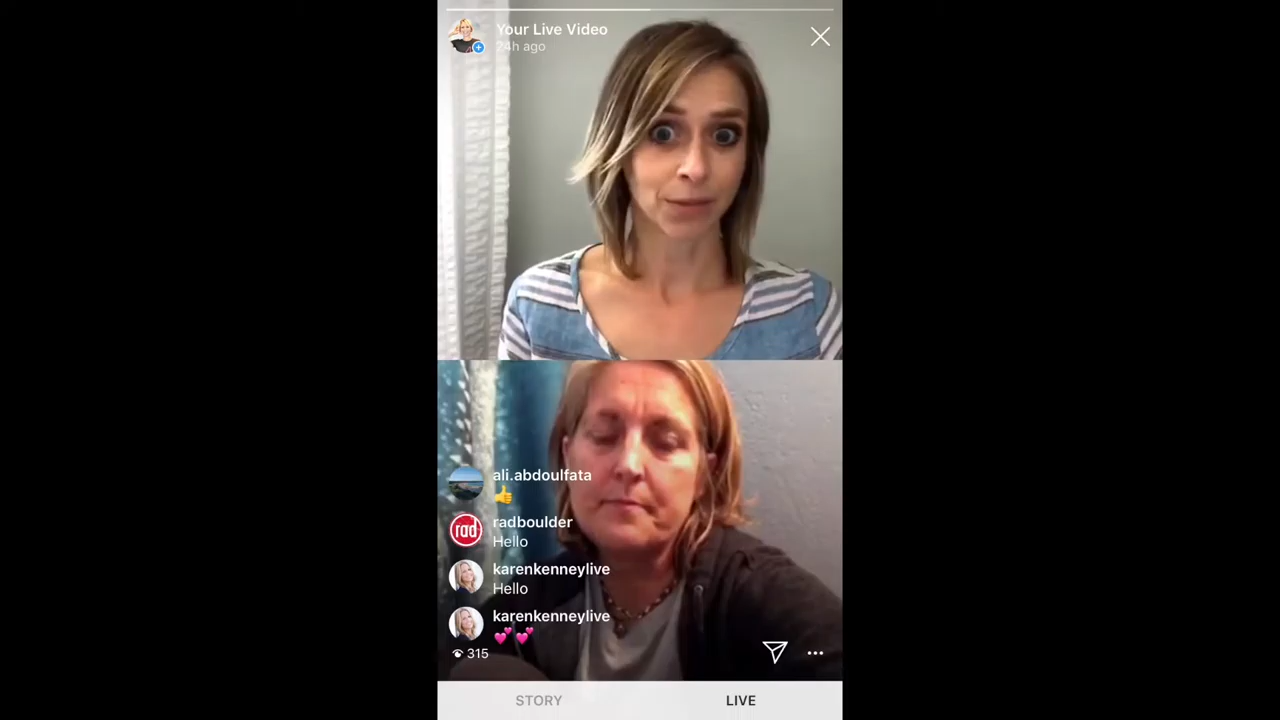 Your Live Video
24h ago
ali.abdoulfata
👍
radboulder
rad
Hello
karenkenneylive
Hello
karenkenneylive
💕💕
315
STORY
LIVE